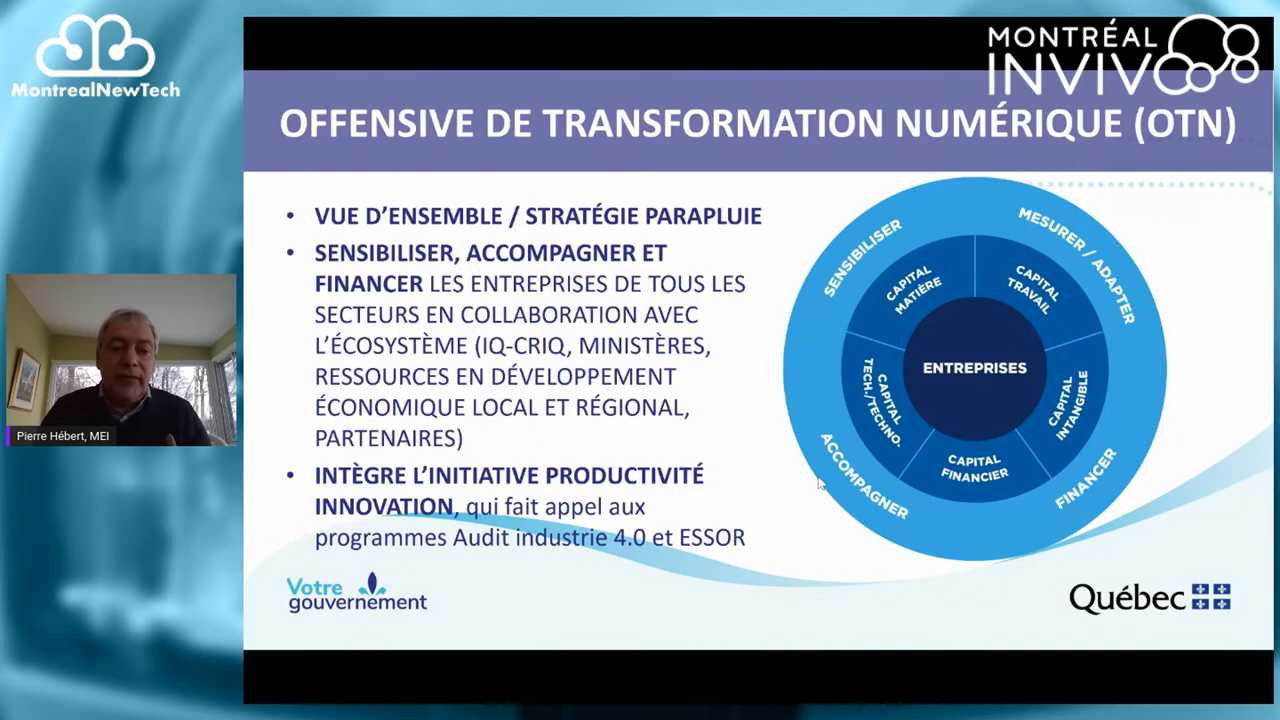 MontrealNewTech
MONTRÉAL
INVIVO
OFFENSIVE DE TRANSFORMATION NUMÉRIQUE (OTN)
• VUE D’ENSEMBLE / STRATÉGIE PARAPLUIE
• SENSIBILISER, ACCOMPAGNER ET
FINANCER LES ENTREPRISES DE TOUS LES
SECTEURS EN COLLABORATION AVEC
L’ÉCOSYSTÈME (IQ-CRIQ, MINISTÈRES,
RESSOURCES EN DÉVELOPPEMENT
ÉCONOMIQUE LOCAL ET RÉGIONAL,
PARTENAIRES)
• INTÈGRE L’INITIATIVE PRODUCTIVITÉ
INNOVATION, qui fait appel aux
programmes Audit industrie 4.0 et ESSOR
SENSIBILISER
MESURER / ADAPTER
CAPITAL
MATIÈRE
CAPITAL
TRAVAIL
ENTREPRISES
CAPITAL
TECH./TECHNO.
CAPITAL
INTANGIBLE
CAPITAL
FINANCIER
ACCOMPAGNER
FINANCER
Pierre Hébert, MEI
Votre
gouvernement
Québec